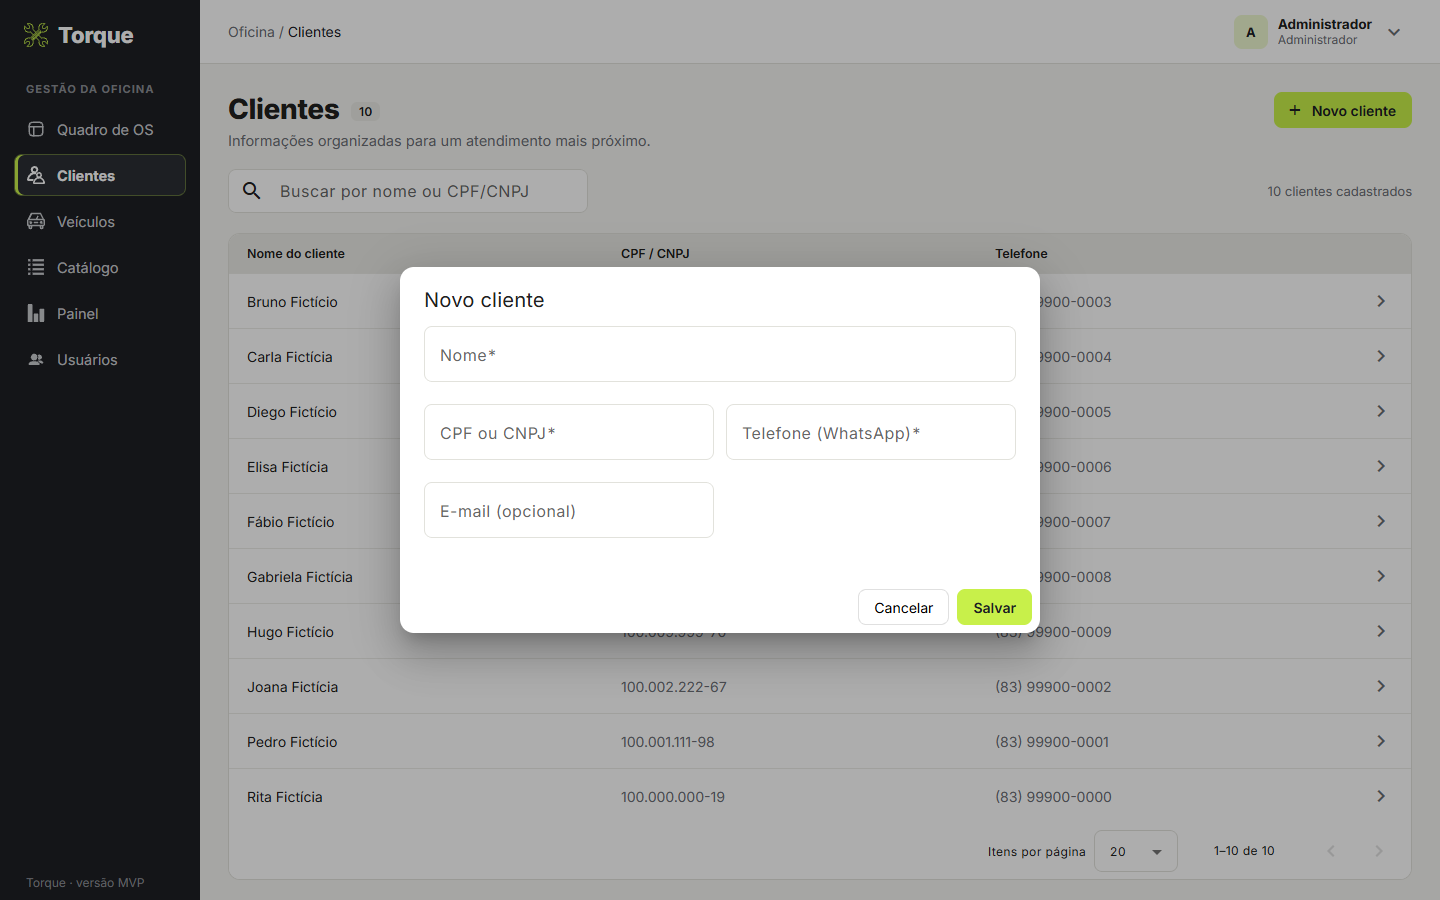 Torque
Oficina / Clientes
A
Administrador
Administrador
GESTÃO DA OFICINA
Quadro de OS
Clientes
Veículos
Catálogo
Painel
Usuários
Clientes 10
+ Novo cliente
Informações organizadas para um atendimento mais próximo.
Buscar por nome ou CPF/CNPJ
10 clientes cadastrados
Nome do cliente CPF / CNPJ Telefone
Bruno Fictício 9900-0003
Carla Fictícia 9900-0004
Diego Fictício 9900-0005
Elisa Fictícia 9900-0006
Fábio Fictício 9900-0007
Gabriela Fictícia 9900-0008
Hugo Fictício (83) 99900-0009
Joana Fictícia 100.002.222-67 (83) 99900-0002
Pedro Fictício 100.001.111-98 (83) 99900-0001
Rita Fictícia 100.000.000-19 (83) 99900-0000
Novo cliente
Nome*
CPF ou CNPJ* Telefone (WhatsApp)*
E-mail (opcional)
Cancelar Salvar
Itens por página 20 1–10 de 10
Torque · versão MVP